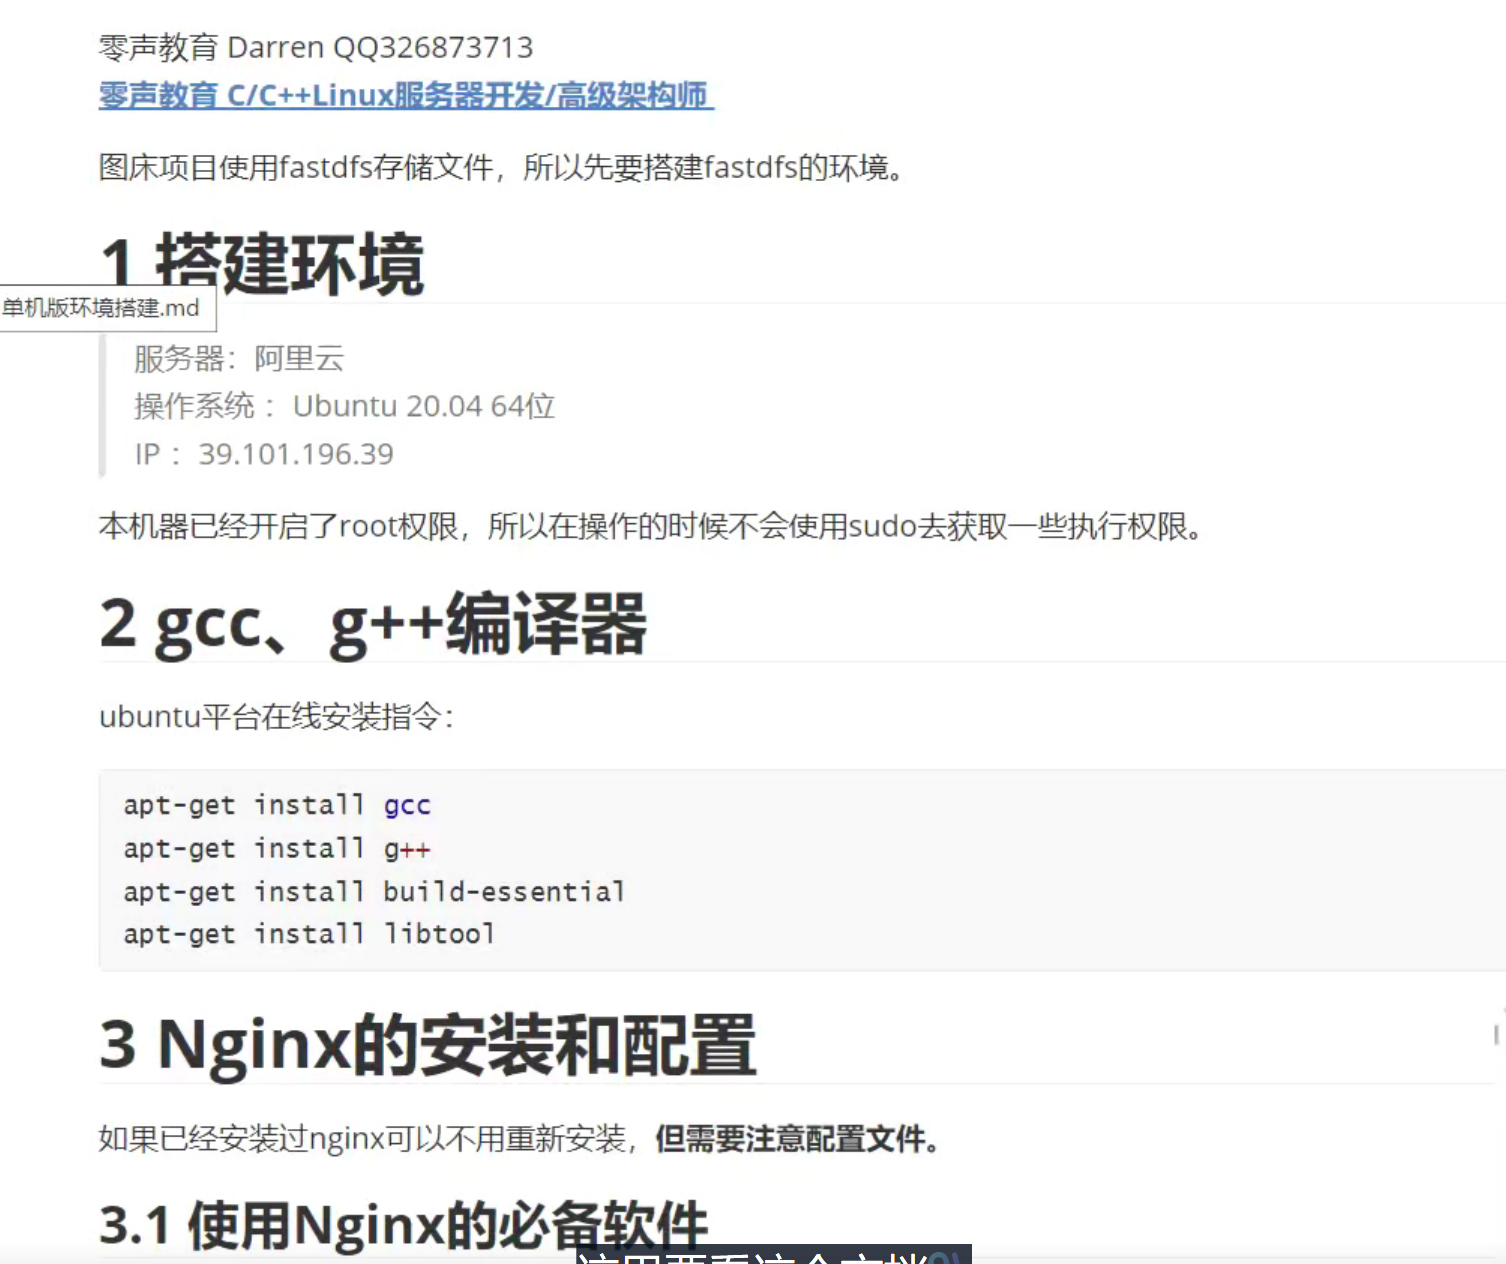 零声教育 Darren QQ326873713
零声教育 C/C++Linux服务器开发/高级架构师
图床项目使用fastdfs存储文件，所以先要搭建fastdfs的环境。
1 搭建环境
单机版环境搭建.md
服务器：阿里云
操作系统 ：Ubuntu 20.04 64位
IP ：39.101.196.39
本机器已经开启了root权限，所以在操作的时候不会使用sudo去获取一些执行权限。
2 gcc、g++编译器
ubuntu平台在线安装指令：
apt-get install gcc
apt-get install g++
apt-get install build-essential
apt-get install libtool
3 Nginx的安装和配置
如果已经安装过nginx可以不用重新安装，但需要注意配置文件。
3.1 使用Nginx的必备软件